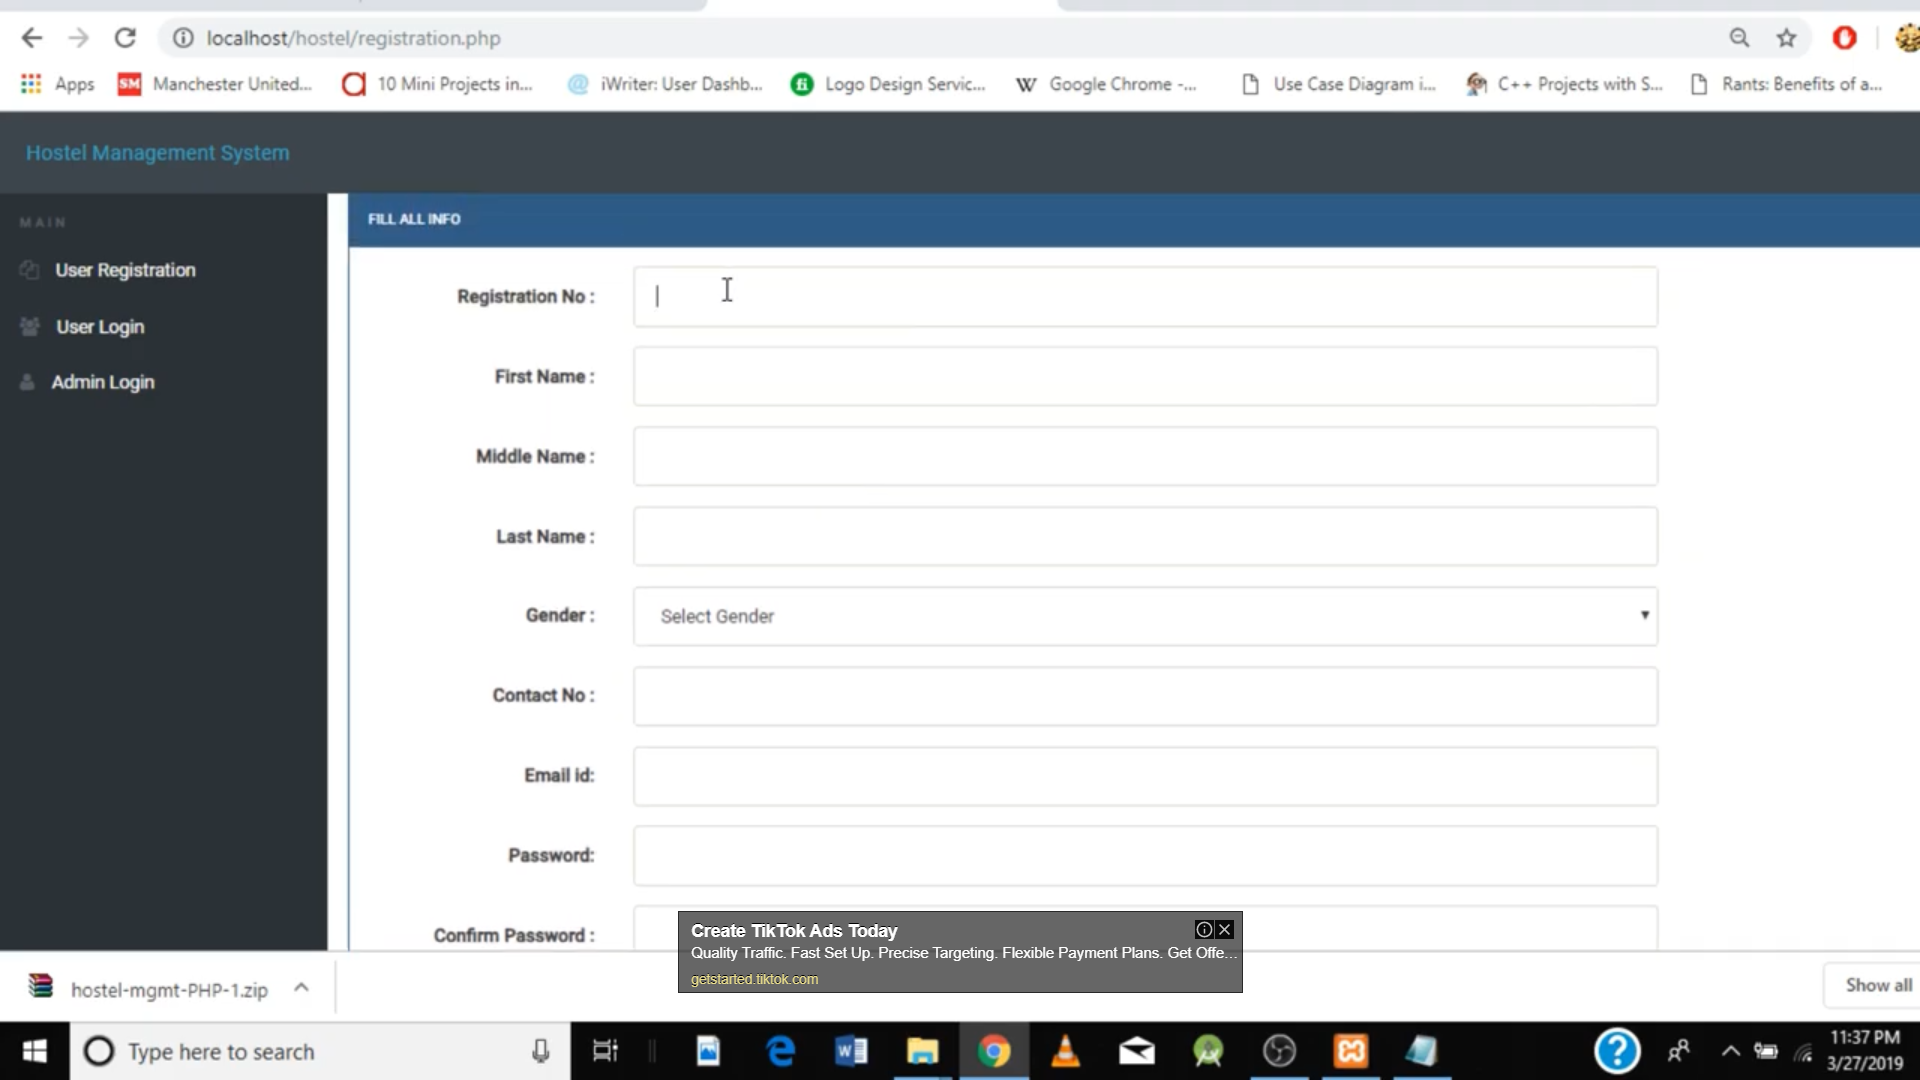 localhost/hostel/registration.php
Apps
SM
Manchester United...
10 Mini Projects in...
@
iWriter: User Dashb...
fi
Logo Design Servic...
W
Google Chrome -...
Use Case Diagram i...
C++ Projects with S...
Rants: Benefits of a...
Hostel Management System
MAIN
User Registration
User Login
Admin Login
FILL ALL INFO
Registration No :
First Name :
Middle Name :
Last Name :
Gender :
Select Gender
Contact No :
Email id:
Password:
Confirm Password :
Create TikTok Ads Today
Quality Traffic. Fast Set Up. Precise Targeting. Flexible Payment Plans. Get Offe...
getstarted.tiktok.com
hostel-mgmt-PHP-1.zip
Show all
Type here to search
11:37 PM
3/27/2019